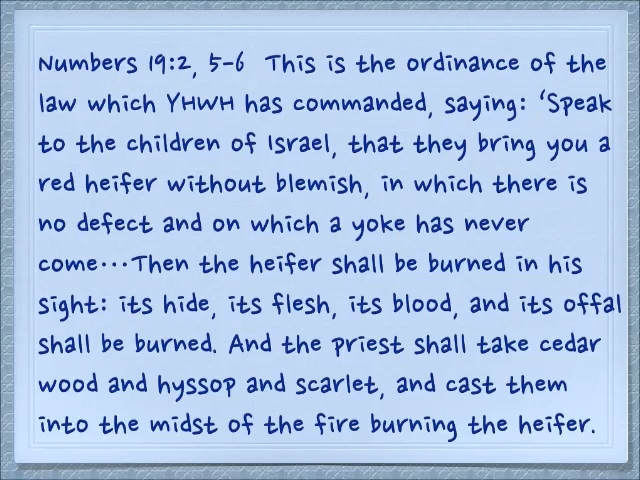 Numbers 19:2, 5-6  This is the ordinance of the
law which YHWH has commanded, saying: ‘Speak
to the children of Israel, that they bring you a
red heifer without blemish, in which there is
no defect and on which a yoke has never
come…Then the heifer shall be burned in his
sight: its hide, its flesh, its blood, and its offal
shall be burned. And the priest shall take cedar
wood and hyssop and scarlet, and cast them
into the midst of the fire burning the heifer.